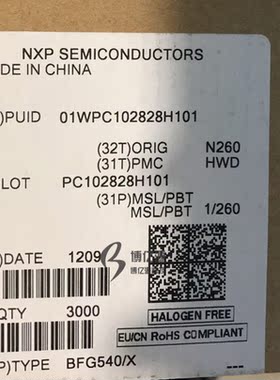 NXP SEMICONDUCTORS
DE IN CHINA
)PUID 01WPC102828H101
(32T)ORIG N260
(31T)PMC HWD
LOT PC102828H101
(31P)MSL/PBT
MSL/PBT 1/260
)DATE 1209
QTY 3000
HALOGEN FREE
EU/CN RoHS COMPLIANT
P)TYPE BFG540/X ---